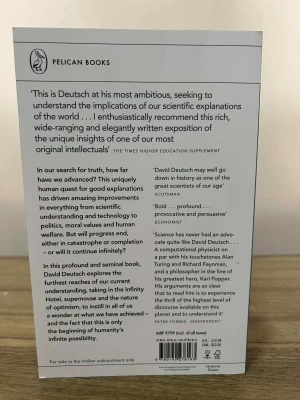 PELICAN BOOKS
'This is Deutsch at his most ambitious, seeking to
understand the implications of our scientific explanations
of the world . . . I enthusiastically recommend this rich,
wide-ranging and elegantly written exposition of
the unique insights of one of our most
original intellectuals' THE TIMES HIGHER EDUCATION SUPPLEMENT
In our search for truth, how far
have we advanced? This uniquely
human quest for good explanations
has driven amazing improvements
in everything from scientific
understanding and technology to
politics, moral values and human
welfare. But will progress end,
either in catastrophe or completion
– or will it continue infinitely?
In this profound and seminal book,
David Deutsch explores the
furthest reaches of our current
understanding, taking in the Infinity
Hotel, supernovae and the nature
of optimism, to instill in all of us
a wonder at what we have achieved –
and the fact that this is only
the beginning of humanity's
infinite possibility.
For sale in the Indian subcontinent only
'David Deutsch may well go
down in history as one of the
great scientists of our age'
SCOTSMAN
'Bold . . . profound . . .
provocative and persuasive'
ECONOMIST
'Science has never had an advo-
cate quite like David Deutsch . . .
A computational physicist on
a par with his touchstones Alan
Turing and Richard Feynman,
and a philosopher in the line of
his greatest hero, Karl Popper.
His arguments are so clear
that to read him is to experience
the thrill of the highest level of
discourse available on this
planet and to understand it'
PETER FORBES, INDEPENDENT
MRP ₹799 (incl. of all taxes)